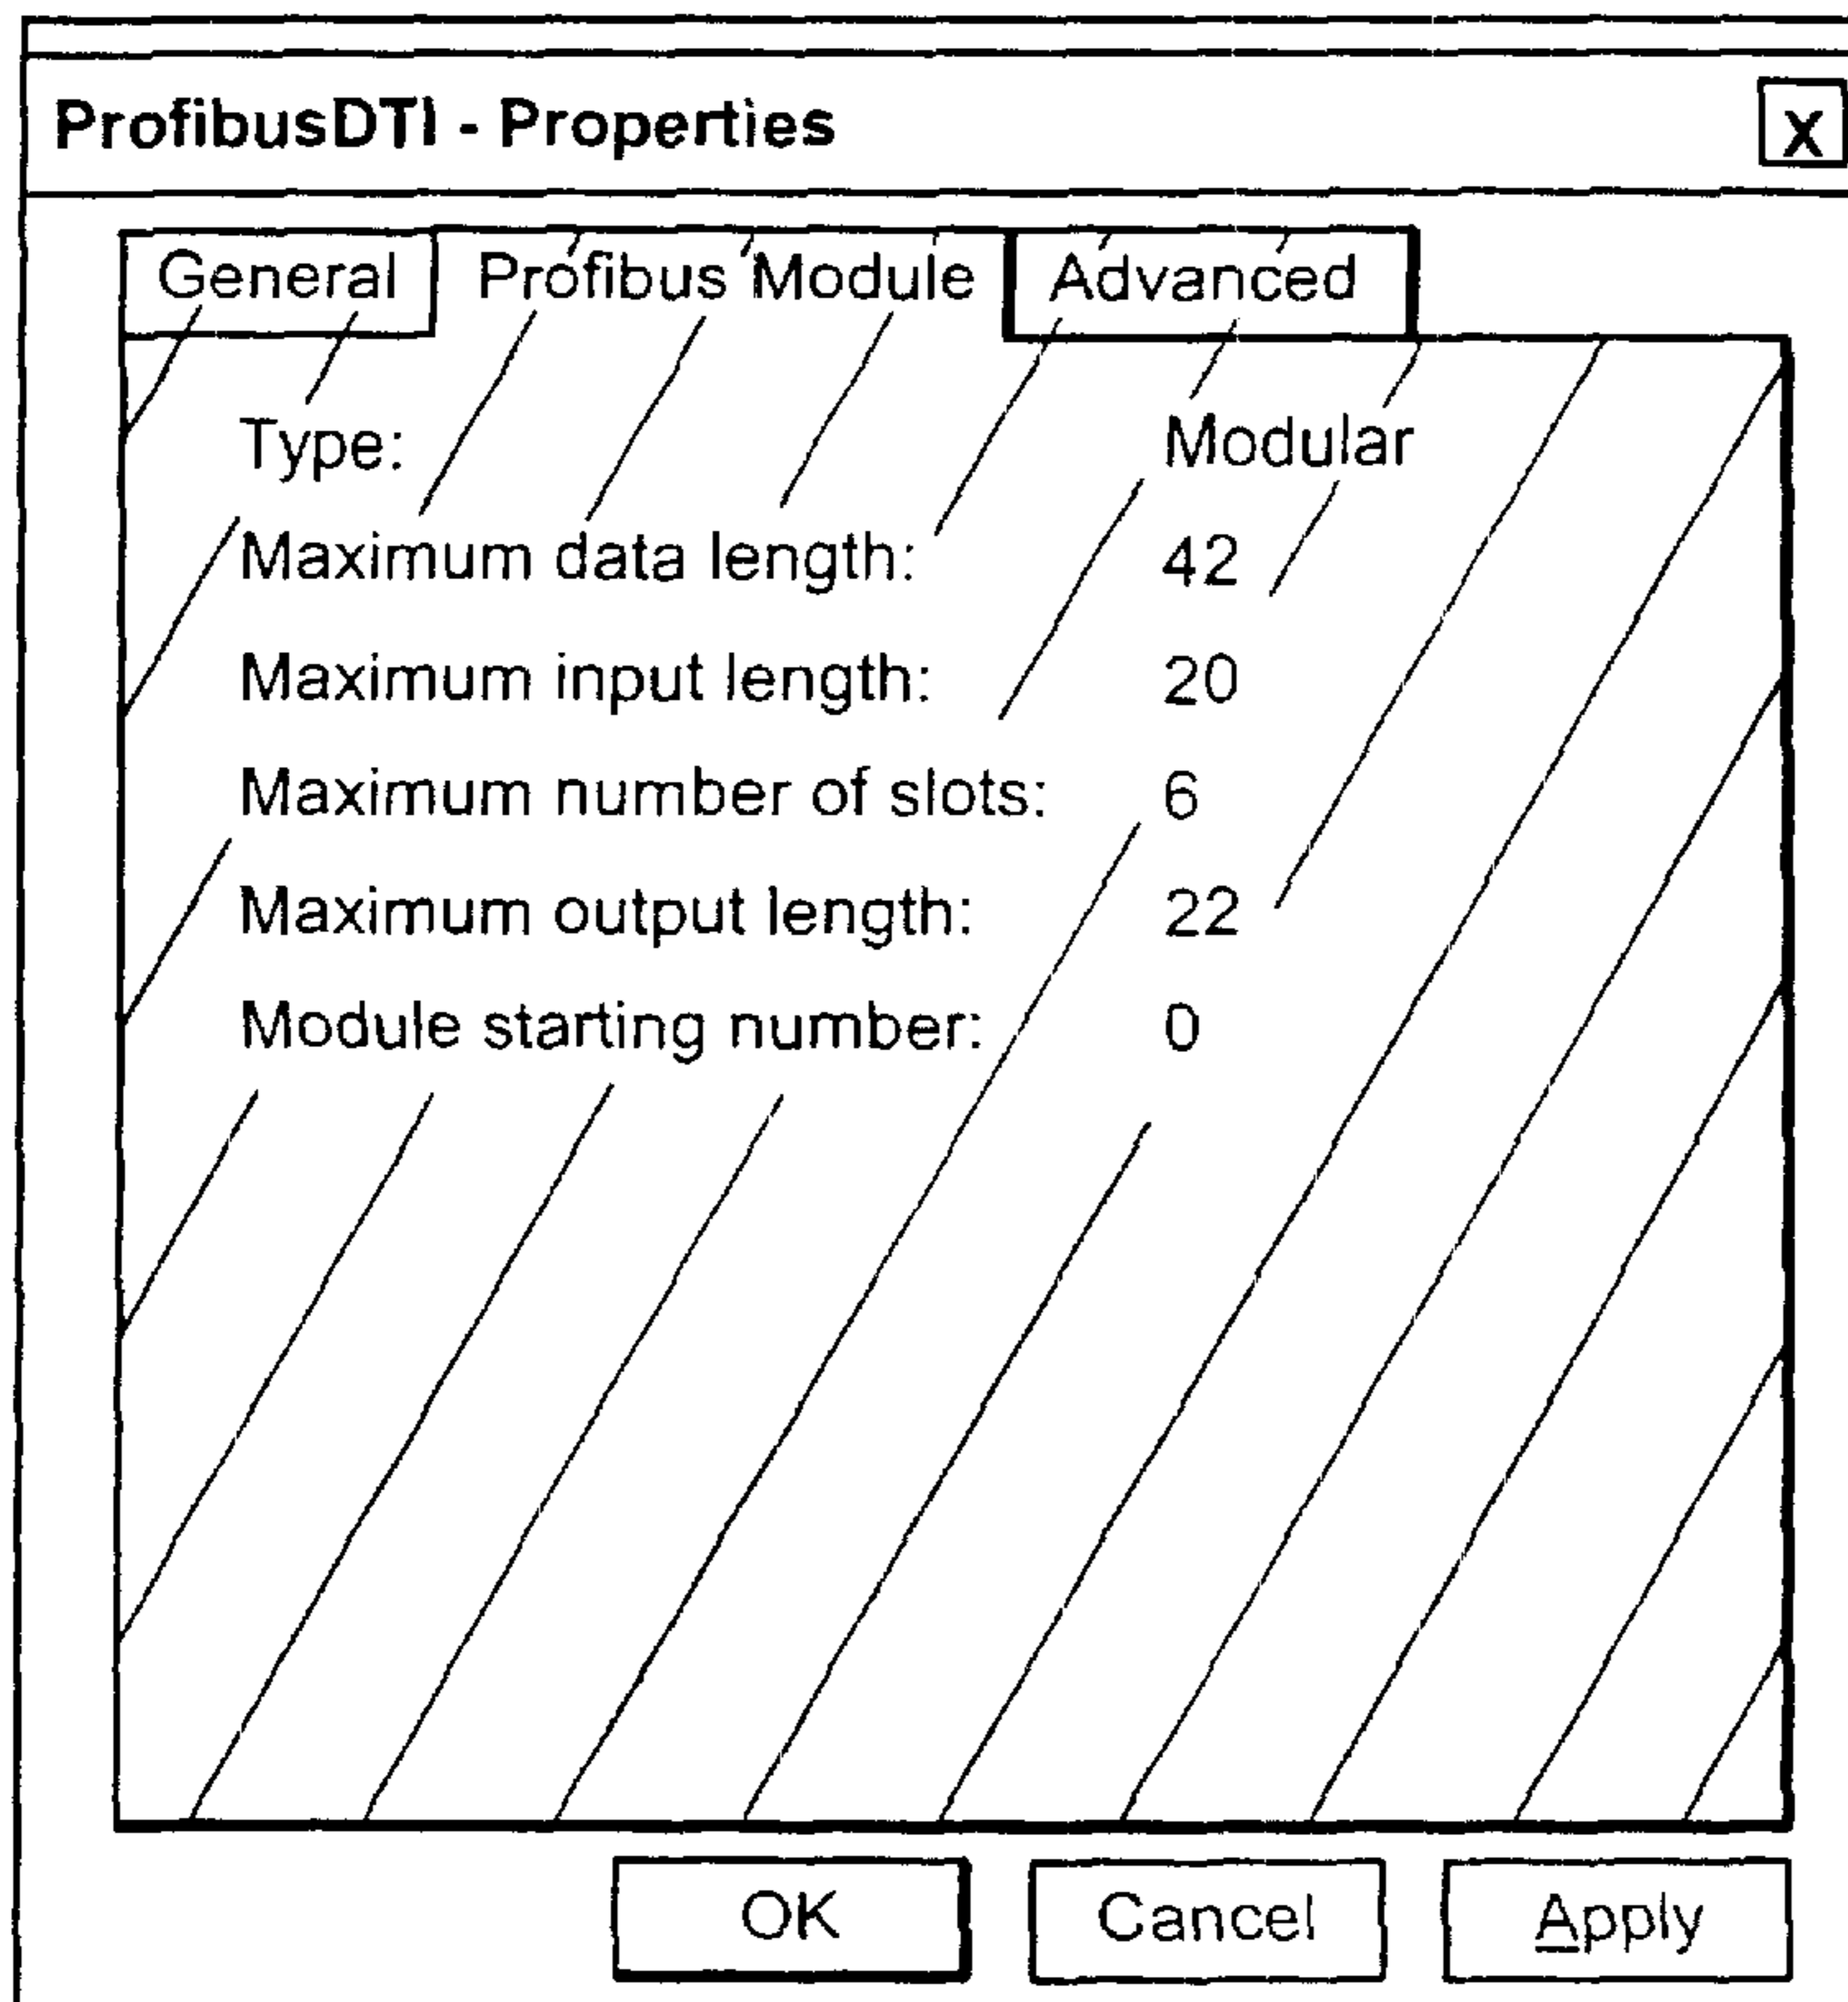 ProfibusDTI - Properties X
General Profibus Module Advanced
Type: Modular
Maximum data length: 42
Maximum input length: 20
Maximum number of slots: 6
Maximum output length: 22
Module starting number: 0
OK Cancel Apply